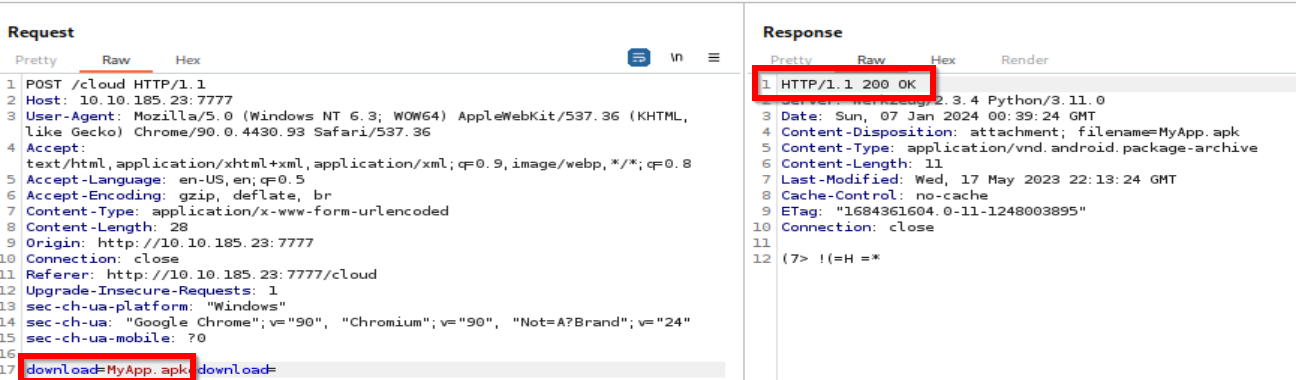 Request
Pretty Raw Hex
\n
1 POST /cloud HTTP/1.1
2 Host: 10.10.185.23:7777
3 User-Agent: Mozilla/5.0 (Windows NT 6.3; WOW64) AppleWebKit/537.36 (KHTML,
like Gecko) Chrome/90.0.4430.93 Safari/537.36
4 Accept:
text/html,application/xhtml+xml,application/xml;q=0.9,image/webp,*/*;q=0.8
5 Accept-Language: en-US,en;q=0.5
6 Accept-Encoding: gzip, deflate, br
7 Content-Type: application/x-www-form-urlencoded
8 Content-Length: 28
9 Origin: http://10.10.185.23:7777
10 Connection: close
11 Referer: http://10.10.185.23:7777/cloud
12 Upgrade-Insecure-Requests: 1
13 sec-ch-ua-platform: "Windows"
14 sec-ch-ua: "Google Chrome";v="90", "Chromium";v="90", "Not=A?Brand";v="24"
15 sec-ch-ua-mobile: ?0
16
17 download=MyApp.apk&download=
Response
Pretty Raw Hex Render
1 HTTP/1.1 200 OK
2 Server: Werkzeug/2.3.4 Python/3.11.0
3 Date: Sun, 07 Jan 2024 00:39:24 GMT
4 Content-Disposition: attachment; filename=MyApp.apk
5 Content-Type: application/vnd.android.package-archive
6 Content-Length: 11
7 Last-Modified: Wed, 17 May 2023 22:13:24 GMT
8 Cache-Control: no-cache
9 ETag: "1684361604.0-11-1248003895"
10 Connection: close
11
12 (7> !(=H =*